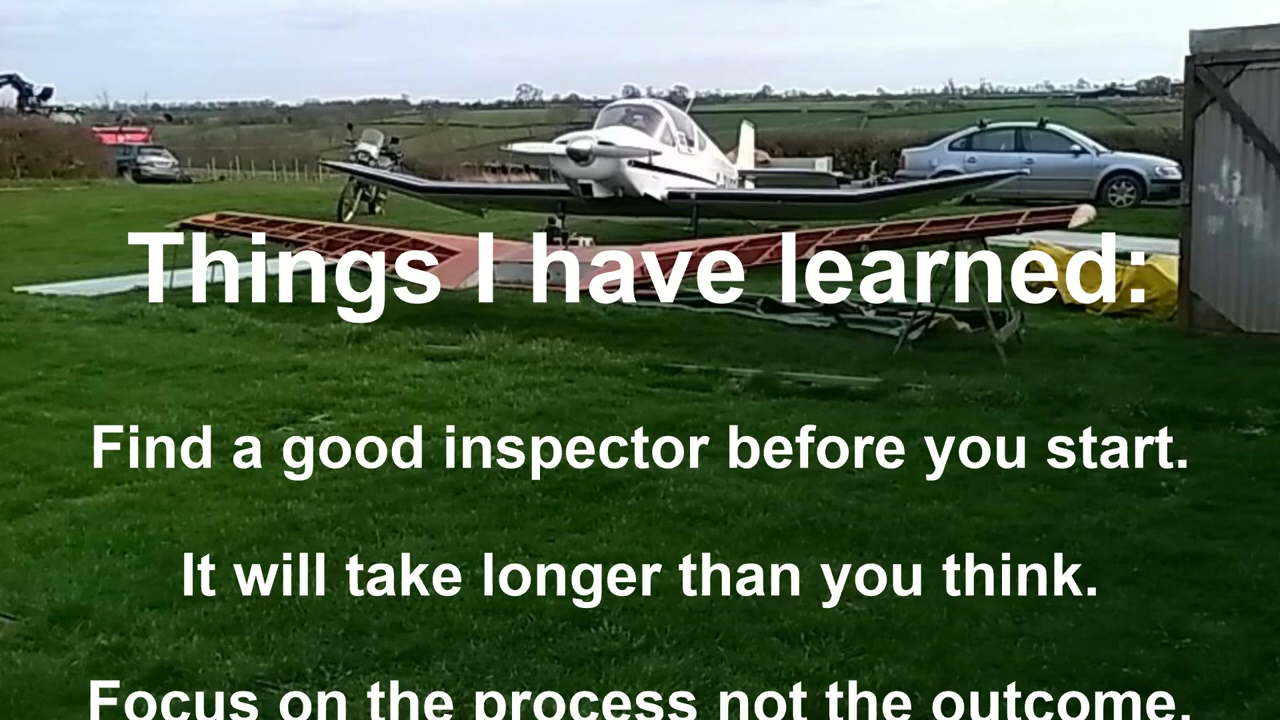 Things I have learned:
Find a good inspector before you start.
It will take longer than you think.
Focus on the process not the outcome.